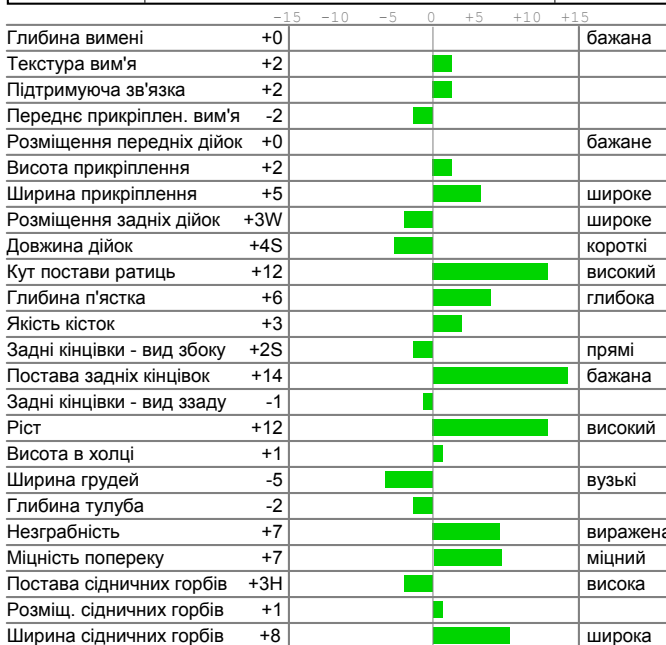 -15 -10 -5 0 +5 +10 +15
Глибина вимені +0 бажана
Текстура вим'я +2
Підтримуюча зв'язка +2
Переднє прикріплен. вим'я -2
Розміщення передніх дійок +0 бажане
Висота прикріплення +2
Ширина прикріплення +5 широке
Розміщення задніх дійок +3W широке
Довжина дійок +4S короткі
Кут постави ратиць +12 високий
Глибина п'ястка +6 глибока
Якість кісток +3
Задні кінцівки - вид збоку +2S прямі
Постава задніх кінцівок +14 бажана
Задні кінцівки - вид ззаду -1
Ріст +12 високий
Висота в холці +1
Ширина грудей -5 вузькі
Глибина тулуба -2
Незграбність +7 виражена
Міцність попереку +7 міцний
Постава сідничних горбів +3H висока
Розміщ. сідничних горбів +1
Ширина сідничних горбів +8 широка